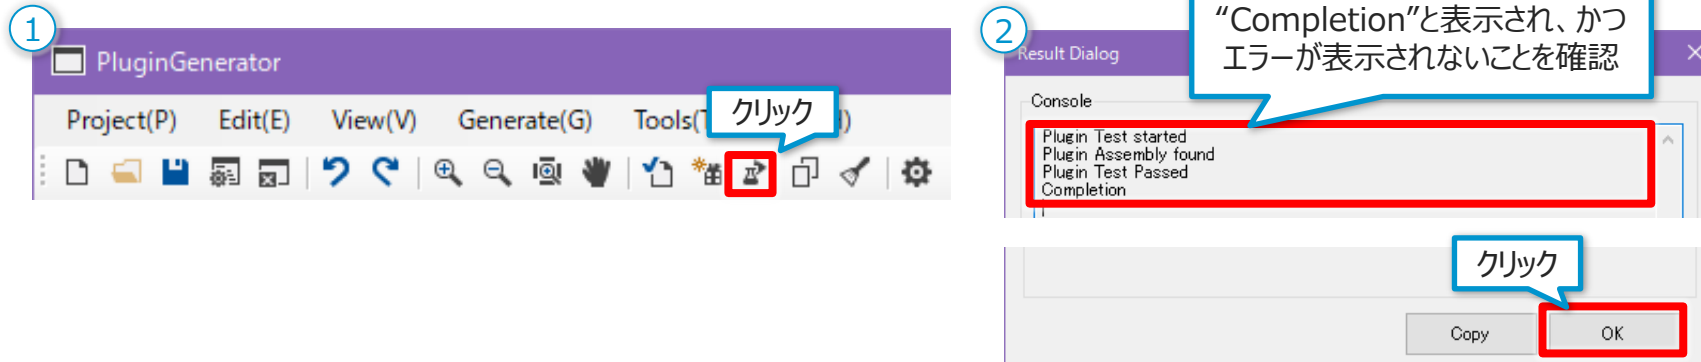 ①
PluginGenerator
Project(P) Edit(E) View(V) Generate(G) Tools(
クリック
②
Result Dialog
“Completion”と表示され、かつ
エラーが表示されないことを確認
Console
Plugin Test started
Plugin Assembly found
Plugin Test Passed
Completion
クリック
Copy OK